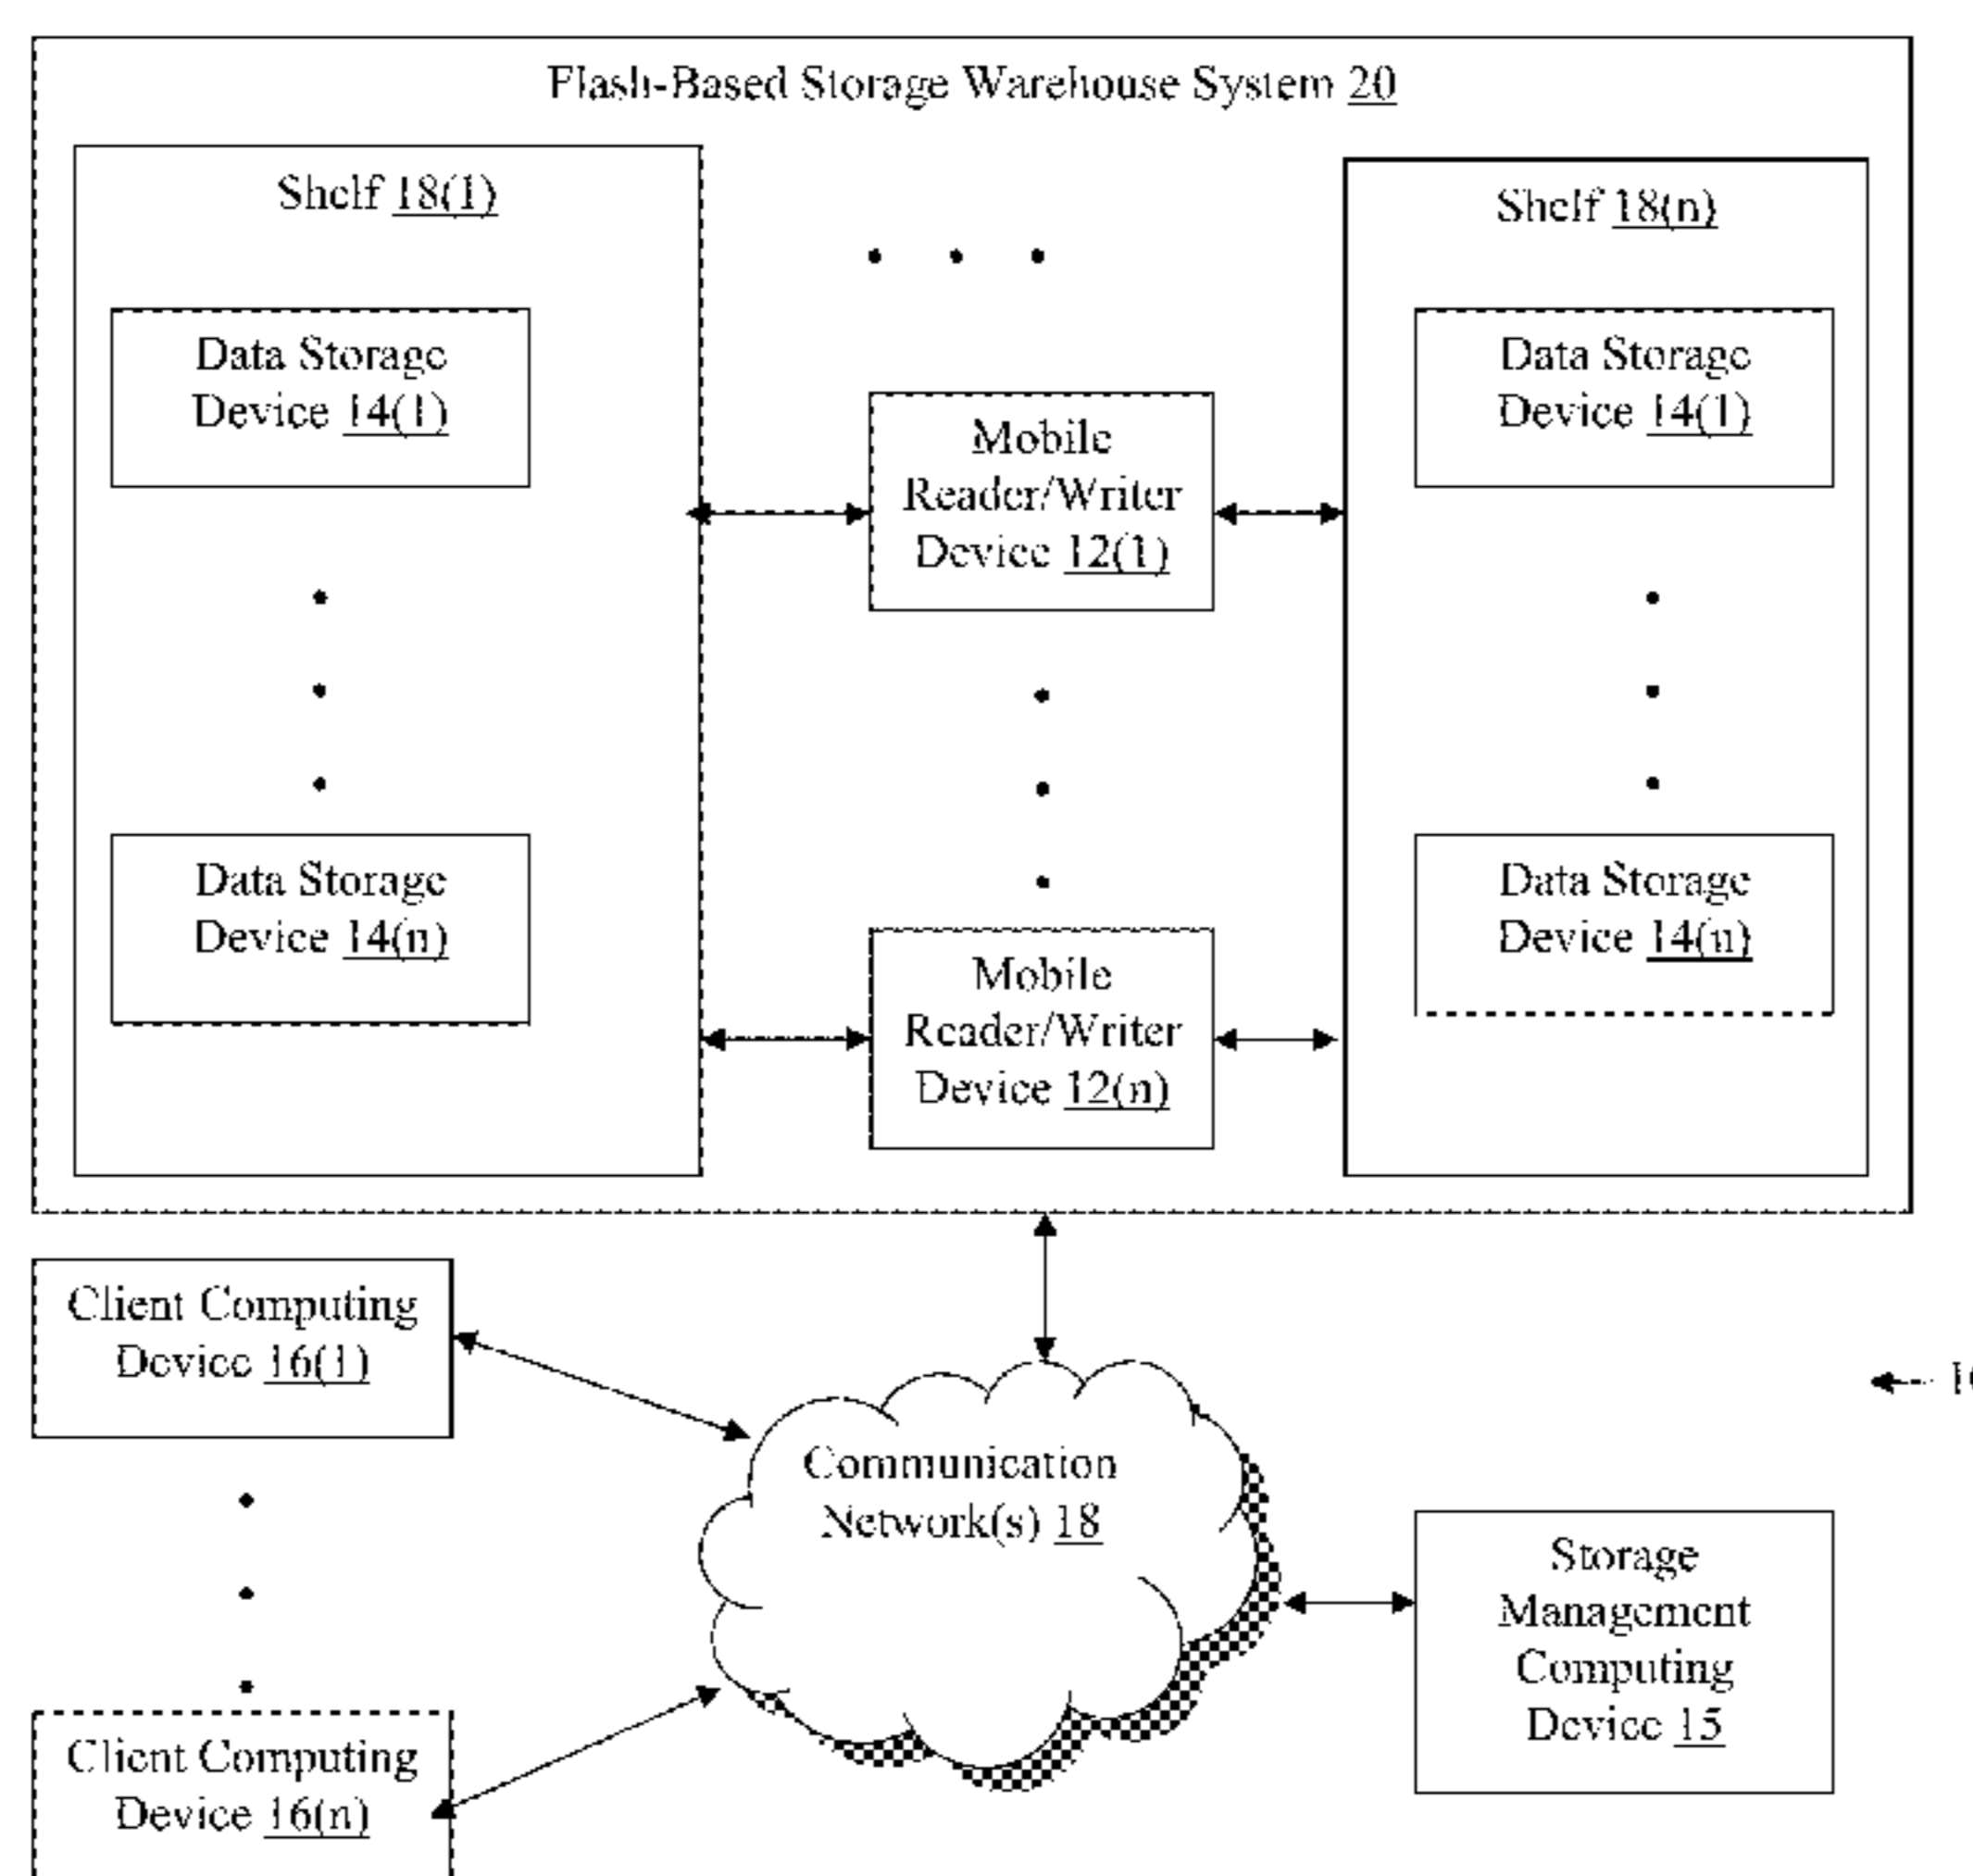 Flash-Based Storage Warehouse System 20
Shelf 18(1)
Shelf 18(n)
Data Storage
Device 14(1)
Data Storage
Device 14(1)
Mobile
Reader/Writer
Device 12(1)
Data Storage
Device 14(n)
Data Storage
Device 14(n)
Mobile
Reader/Writer
Device 12(n)
Client Computing
Device 16(1)
Communication
Network(s) 18
Storage
Management
Computing
Device 15
Client Computing
Device 16(n)